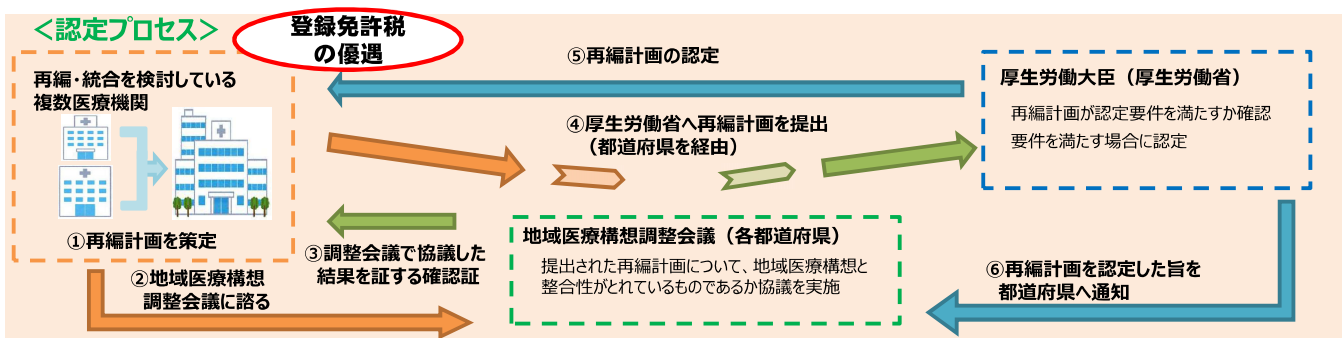 ＜認定プロセス＞
登録免許税
の優遇
再編・統合を検討している
複数医療機関
①再編計画を策定
②地域医療構想
調整会議に諮る
③調整会議で協議した
結果を証する確認証
④厚生労働省へ再編計画を提出
（都道府県を経由）
⑤再編計画の認定
厚生労働大臣（厚生労働省）
再編計画が認定要件を満たすか確認
要件を満たす場合に認定
地域医療構想調整会議（各都道府県）
提出された再編計画について、地域医療構想と
整合性がとれているものであるか協議を実施
⑥再編計画を認定した旨を
都道府県へ通知